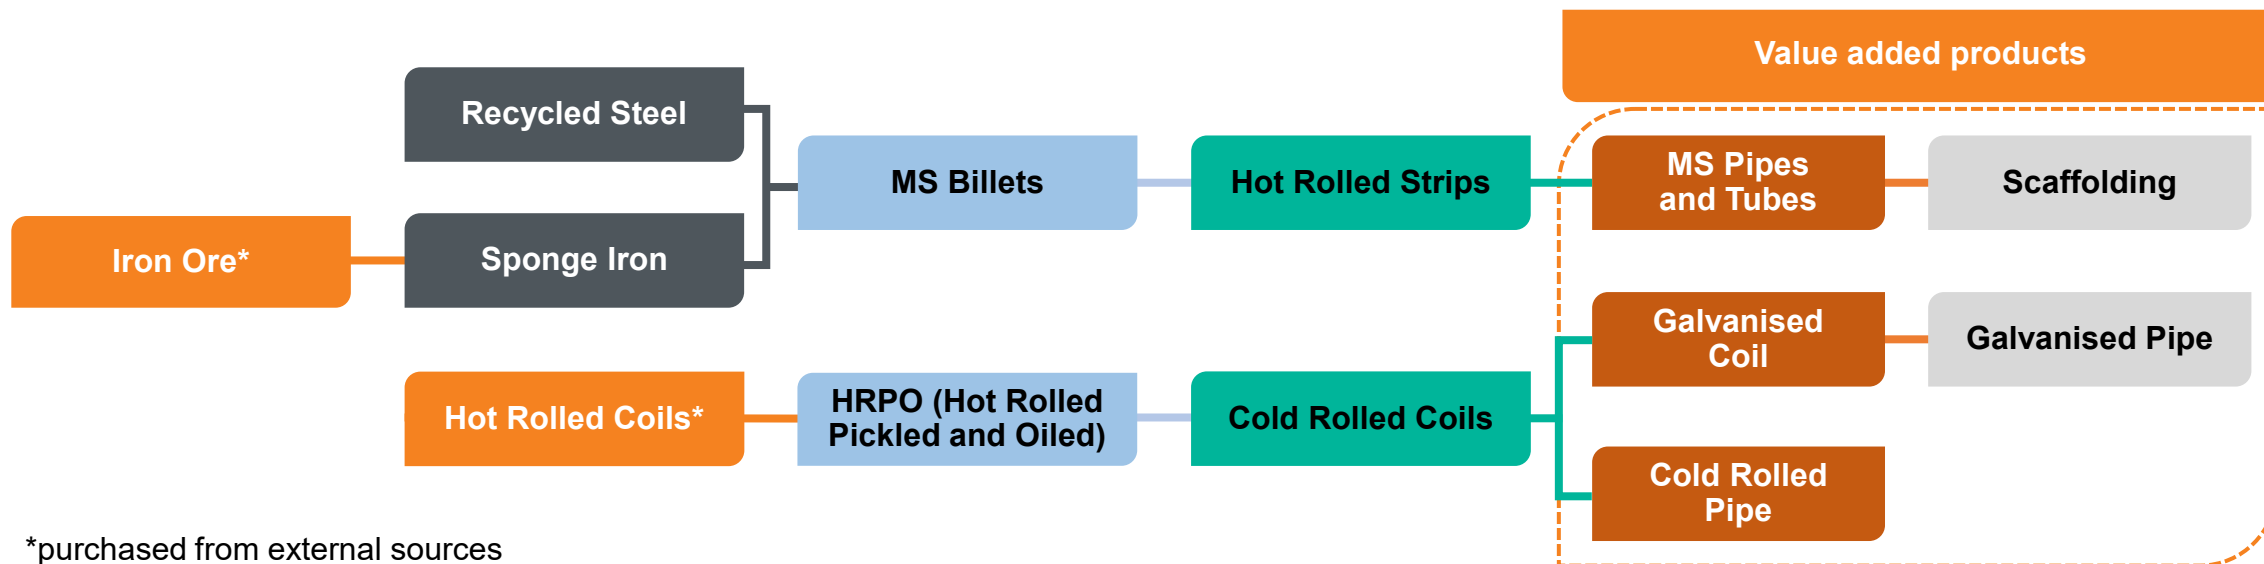 Value added products
Recycled Steel
MS Billets
Hot Rolled Strips
MS Pipes
and Tubes
Scaffolding
Iron Ore*
Sponge Iron
Galvanised
Coil
Galvanised Pipe
Hot Rolled Coils*
HRPO (Hot Rolled
Pickled and Oiled)
Cold Rolled Coils
Cold Rolled
Pipe
*purchased from external sources